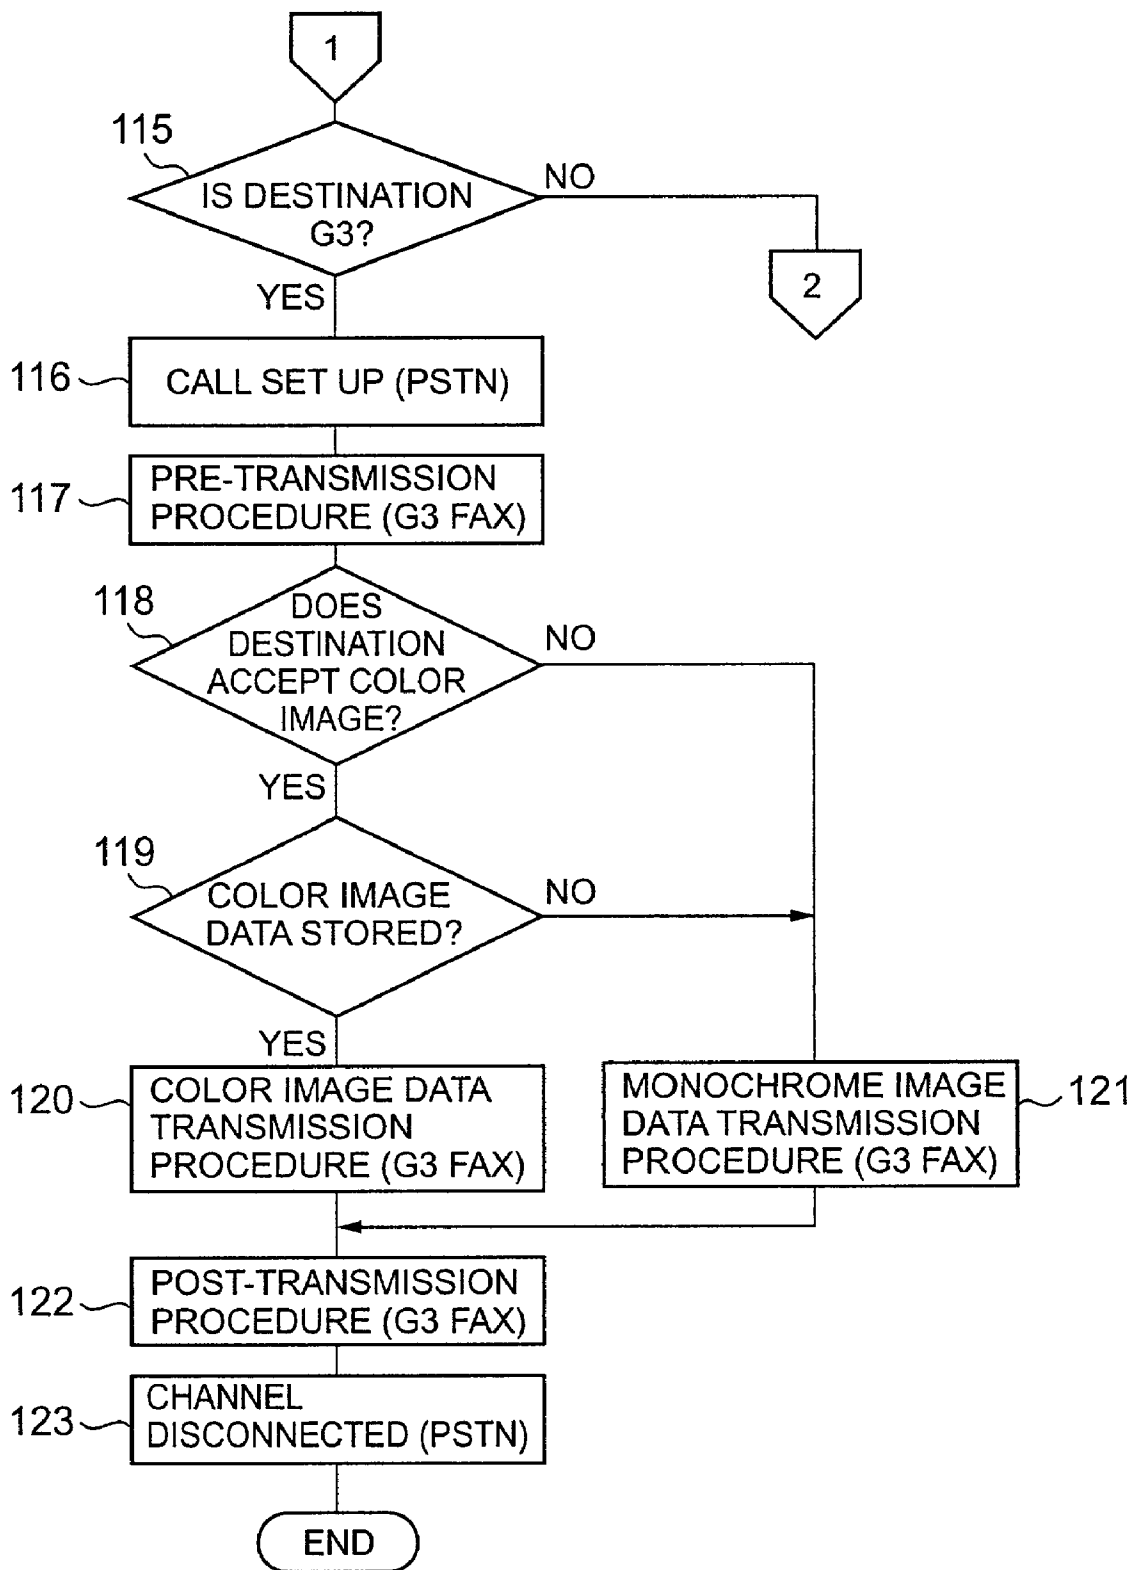 1
115
IS DESTINATION
G3?
NO
YES
2
116
CALL SET UP (PSTN)
117
PRE-TRANSMISSION
PROCEDURE (G3 FAX)
118
DOES
DESTINATION
ACCEPT COLOR
IMAGE?
NO
YES
119
COLOR IMAGE
DATA STORED?
NO
YES
120
COLOR IMAGE DATA
TRANSMISSION
PROCEDURE (G3 FAX)
MONOCHROME IMAGE
DATA TRANSMISSION
PROCEDURE (G3 FAX)
121
122
POST-TRANSMISSION
PROCEDURE (G3 FAX)
123
CHANNEL
DISCONNECTED (PSTN)
END